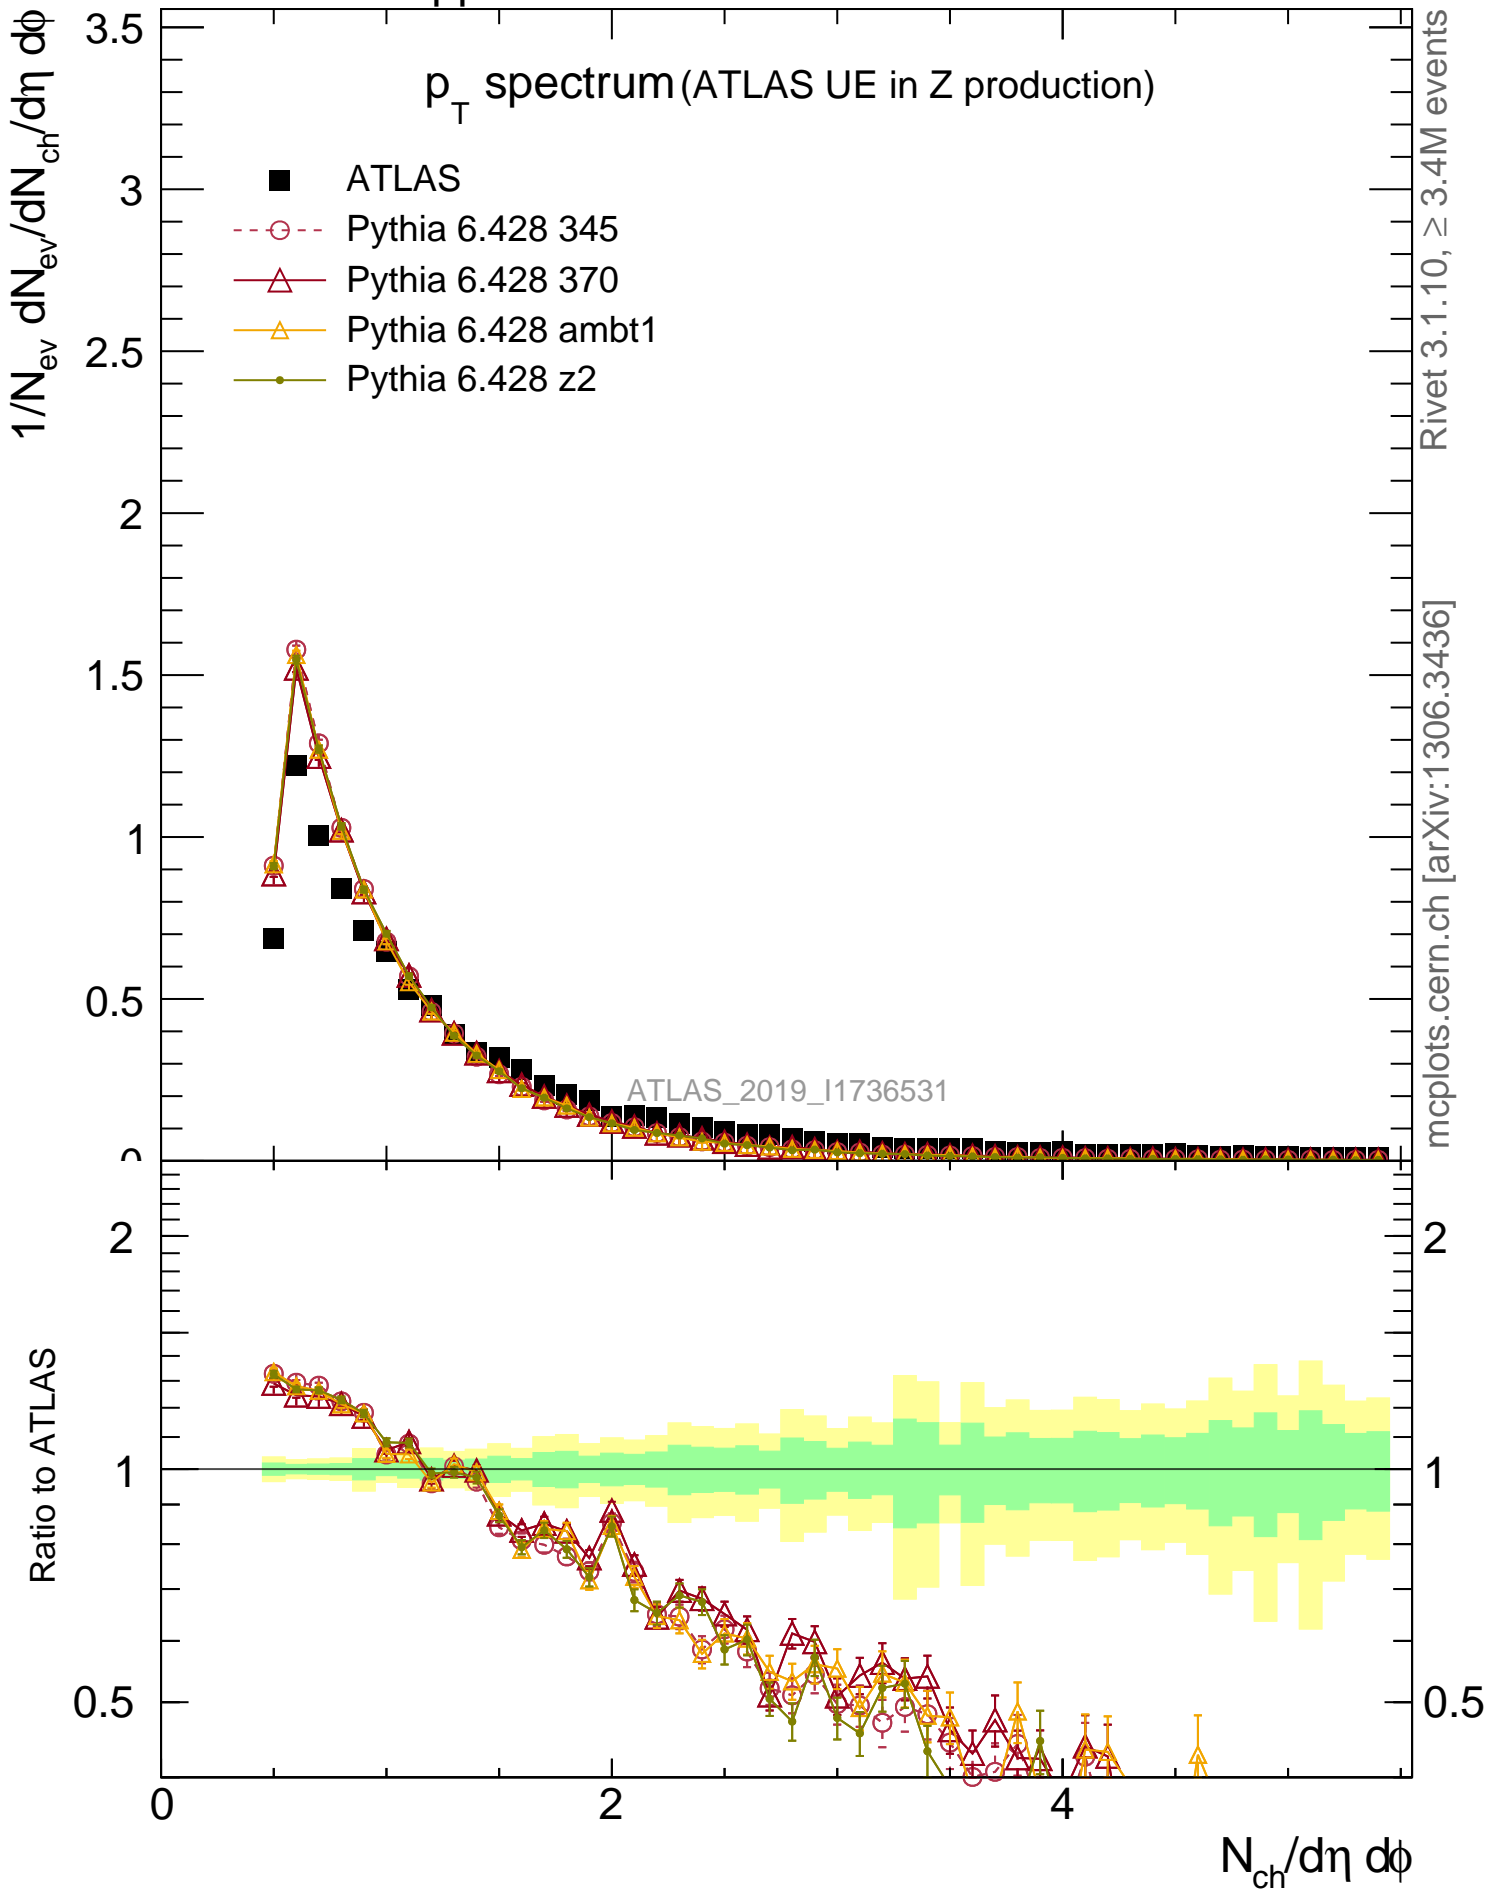 p_T spectrum (ATLAS UE in Z production)
1/N_ev dN_ev/dN_ch/dη dϕ
3.5
3
2.5
2
1.5
1
0.5
0
ATLAS
Pythia 6.428 345
Pythia 6.428 370
Pythia 6.428 ambt1
Pythia 6.428 z2
ATLAS_2019_I1736531
Rivet 3.1.10, ≥ 3.4M events
mcplots.cern.ch [arXiv:1306.3436]
Ratio to ATLAS
2
1
0.5
2
1
0.5
0
2
4
N_ch/dη dϕ